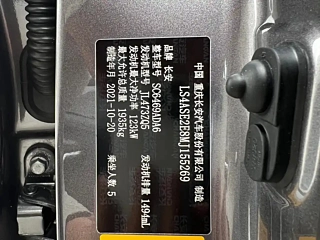 中国 重庆长安汽车股份有限公司 制造
LS4ASE2E8MJ155269
品牌 长安
整车型号 SC6469ADA6
发动机型号 JL473ZQ5 发动机排量 1494mL
发动机最大净功率 123kW
最大允许总质量 1935kg
制造年月 2021-10-20 乘坐人数 5